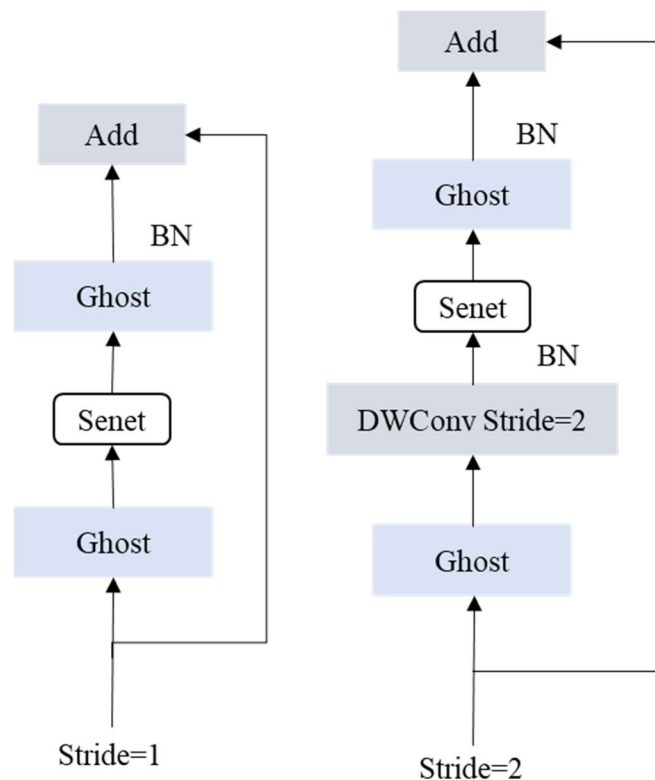 Add
BN
Ghost
Senet
Ghost
Stride=1
Add
BN
Ghost
Senet
BN
DWConv Stride=2
Ghost
Stride=2